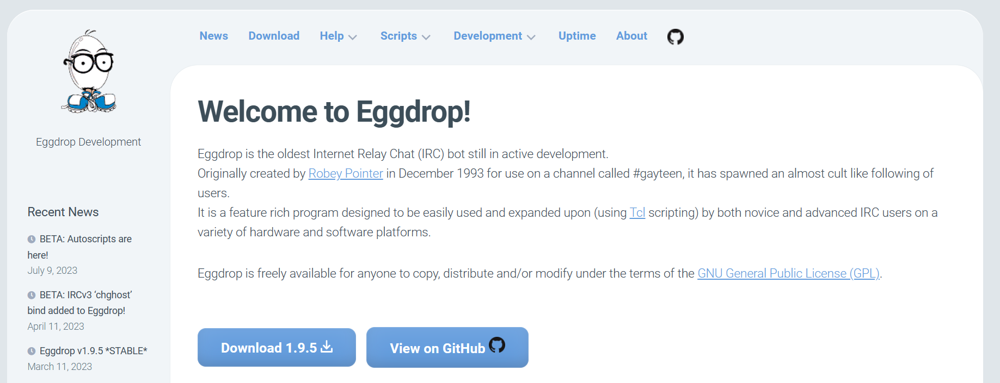 News Download Help Scripts Development Uptime About
Eggdrop Development
Recent News
BETA: Autoscripts are
here!
July 9, 2023
BETA: IRCv3 ‘chghost’
bind added to Eggdrop!
April 11, 2023
Eggdrop v1.9.5 *STABLE*
March 11, 2023
Welcome to Eggdrop!
Eggdrop is the oldest Internet Relay Chat (IRC) bot still in active development.
Originally created by Robey Pointer in December 1993 for use on a channel called #gayteen, it has spawned an almost cult like following of
users.
It is a feature rich program designed to be easily used and expanded upon (using Tcl scripting) by both novice and advanced IRC users on a
variety of hardware and software platforms.
Eggdrop is freely available for anyone to copy, distribute and/or modify under the terms of the GNU General Public License (GPL).
Download 1.9.5
View on GitHub